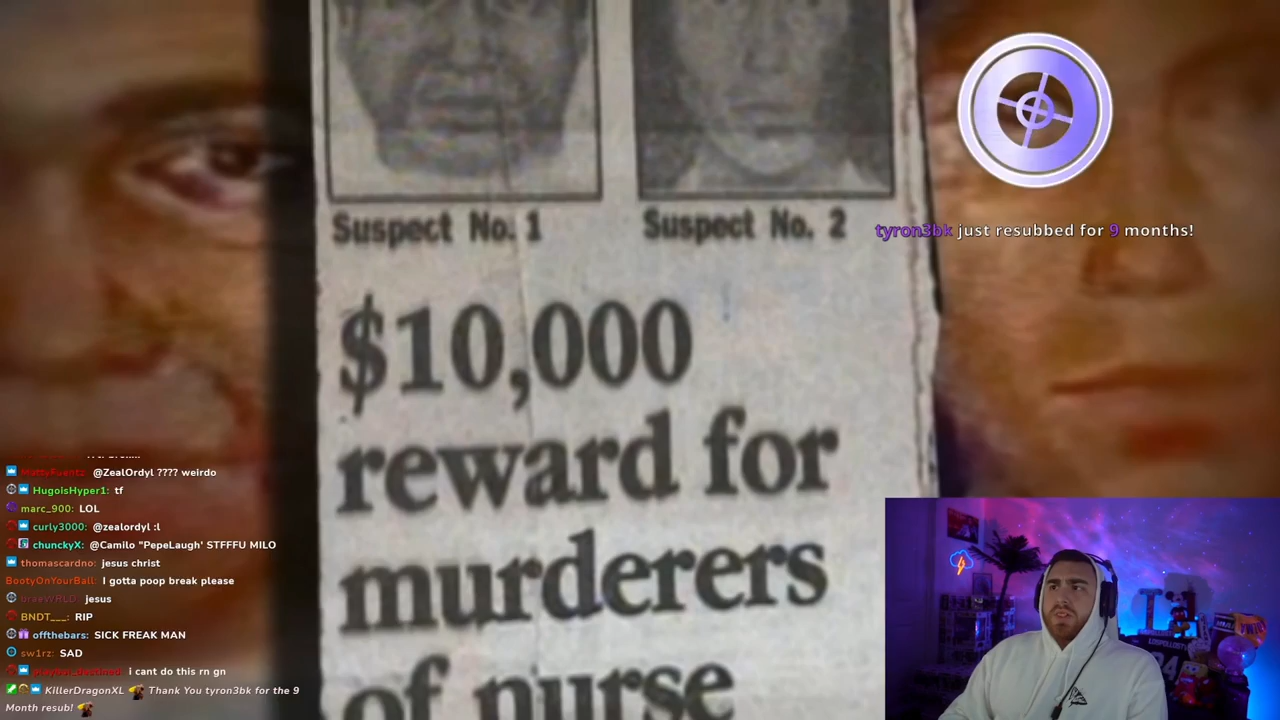 Suspect No. 1
Suspect No. 2
$10,000
reward for
murderers
of nurse
tyron3bk just resubbed for 9 months!
MattyFuentz: @ZealOrdyl ???? weirdo
HugoisHyper1: tf
marc_900: LOL
curly3000: @zealordyl :l
chunckyX: @Camilo "PepeLaugh' STFFU MILO
thomascardno: jesus christ
BootyOnYourBall: I gotta poop break please
jesus
BNDT___: RIP
offthebars: SICK FREAK MAN
sw1rz: SAD
i cant do this rn gn
KillerDragonXL Thank You tyron3bk for the 9
Month resub!